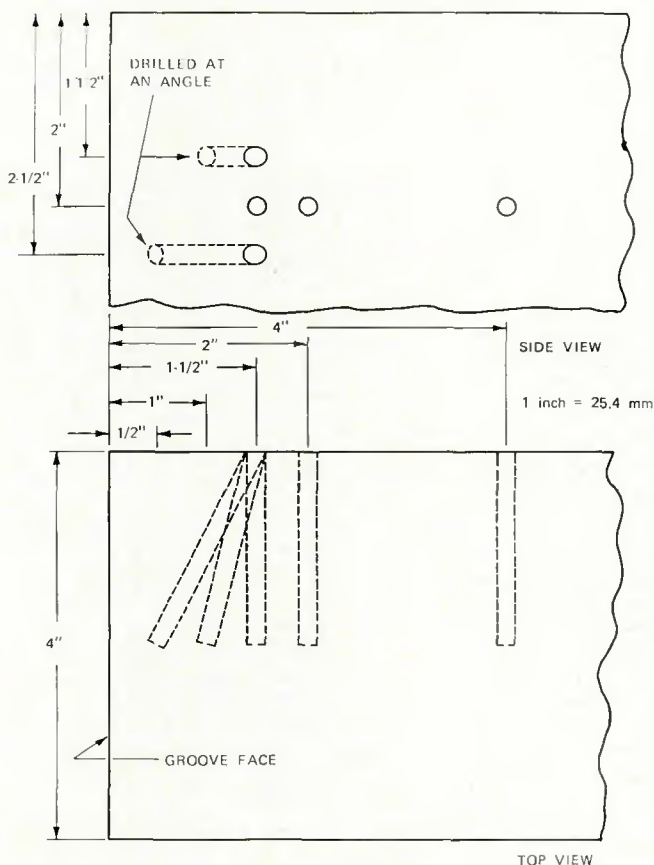 DRILLED AT
AN ANGLE
1 1/2"
2"
2-1/2"
4"
2"
SIDE VIEW
1-1/2"
1"
1 inch = 25.4 mm
1/2"
4"
GROOVE FACE
TOP VIEW